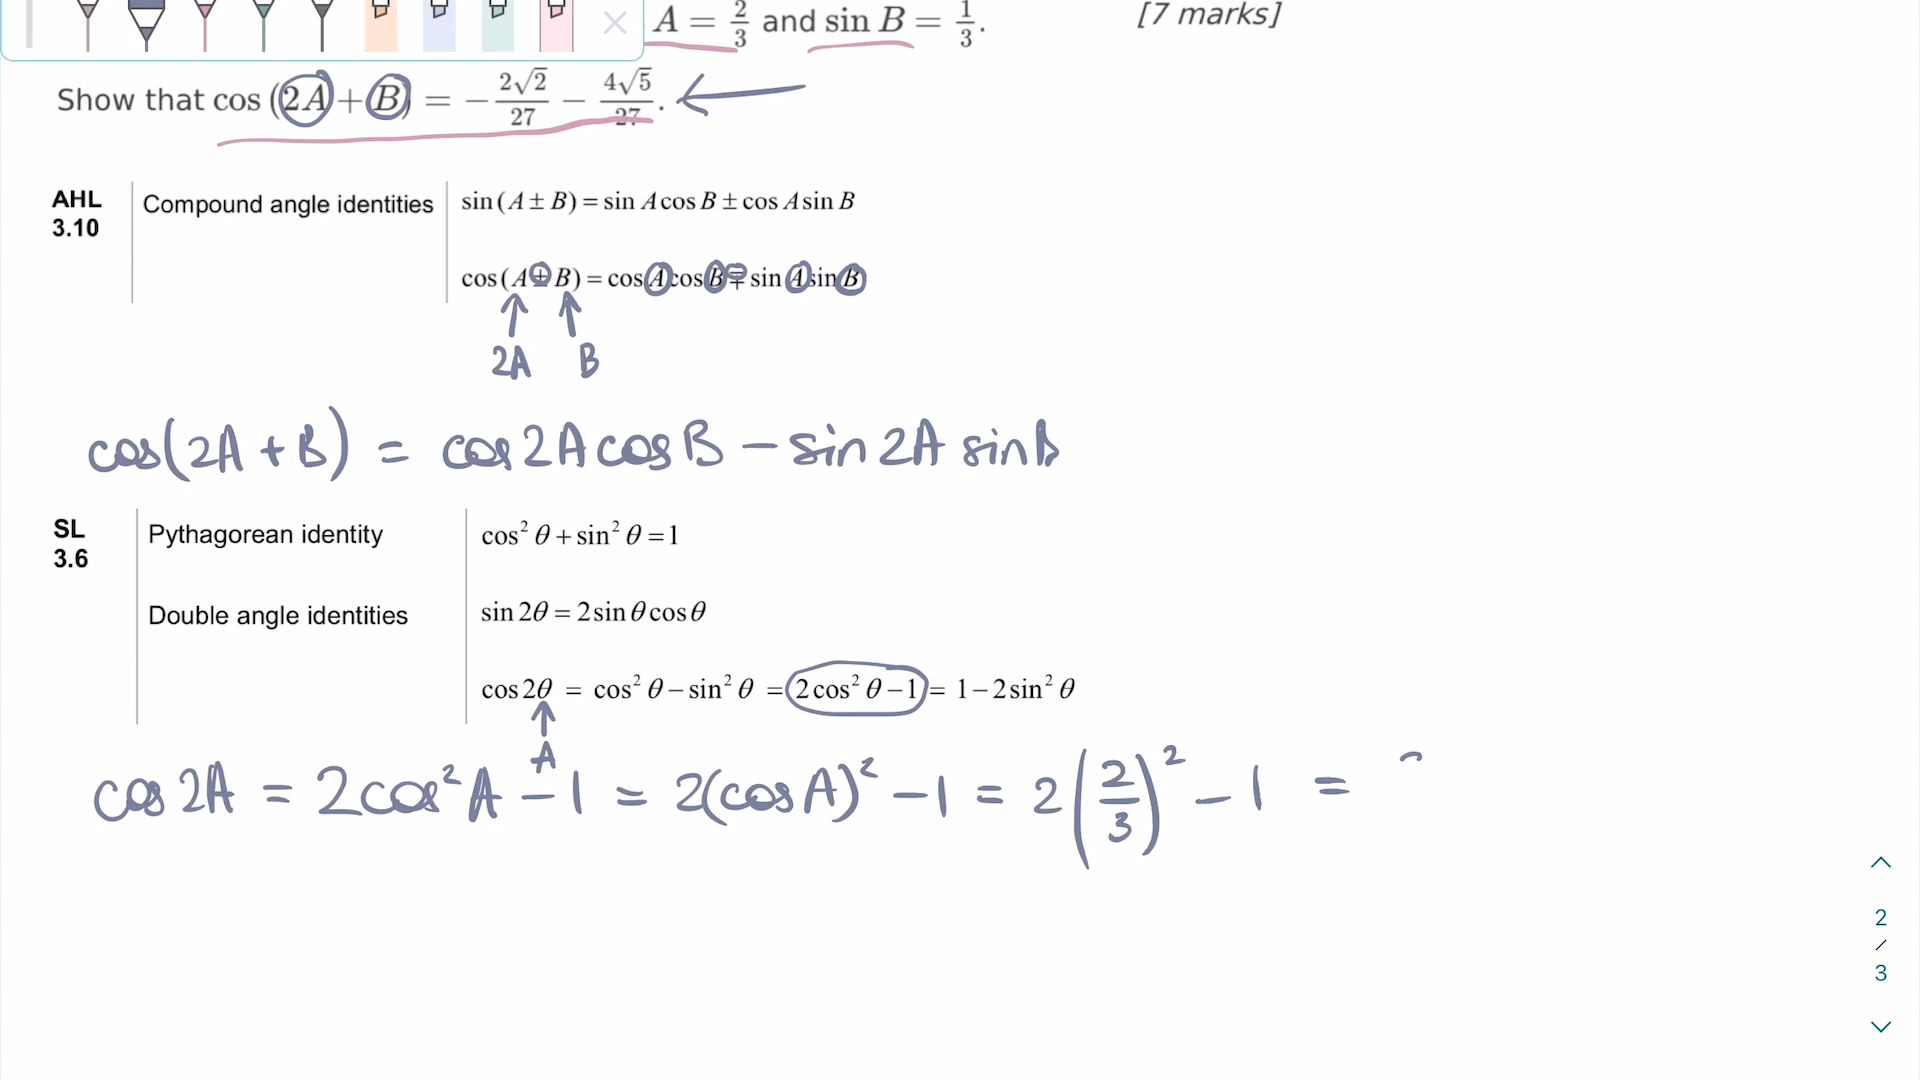 A = 2/3 and sin B = 1/3. [7 marks]
Show that cos (2A + B) = −2√2/27 − 4√5/27.
AHL 3.10 Compound angle identities sin(A ± B) = sin A cos B ± cos A sin B
cos(A ± B) = cos A cos B ∓ sin A sin B
2A B
cos(2A + B) = cos 2A cos B − sin 2A sin B
SL 3.6 Pythagorean identity cos² θ + sin² θ = 1
Double angle identities sin 2θ = 2 sin θ cos θ
cos 2θ = cos² θ − sin² θ = 2 cos² θ − 1 = 1 − 2 sin² θ
A
cos 2A = 2cos²A − 1 = 2(cos A)² − 1 = 2(2/3)² − 1 =
2
/
3